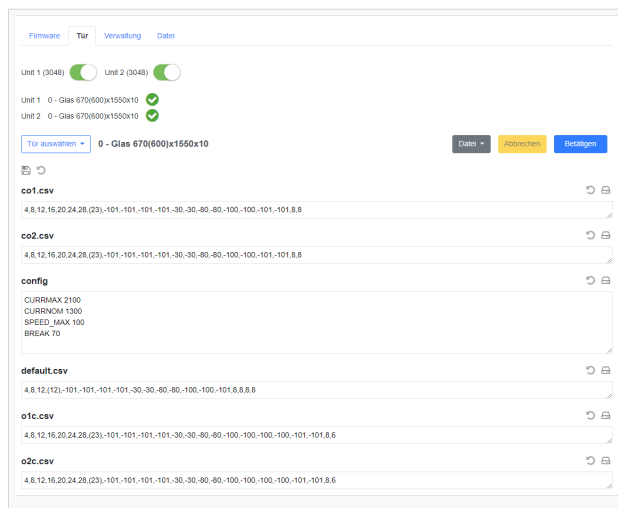 Firmware Tür Verwaltung Datei
Unit 1 (3048) Unit 2 (3048)
Unit 1 0 - Glas 670(600)x1550x10
Unit 2 0 - Glas 670(600)x1550x10
Tür auswählen 0 - Glas 670(600)x1550x10 Datei Abbrechen Betätigen
co1.csv
4,8,12,16,20,24,28,(23),-101,-101,-101,-101,-30,-30,-80,-80,-100,-100,-101,-101,8,8
co2.csv
4,8,12,16,20,24,28,(23),-101,-101,-101,-101,-30,-30,-80,-80,-100,-100,-101,-101,8,8
config
CURRMAX 2100
CURRNOM 1300
SPEED_MAX 100
BREAK 70
default.csv
4,8,12,(12),-101,-101,-101,-101,-30,-30,-80,-80,-100,-100,-101,8,8,8,8
o1c.csv
4,8,12,16,20,24,28,(23),-101,-101,-101,-101,-30,-30,-80,-80,-100,-100,-100,-100,-101,-101,8,6
o2c.csv
4,8,12,16,20,24,28,(23),-101,-101,-101,-101,-30,-30,-80,-80,-100,-100,-100,-100,-101,-101,8,6